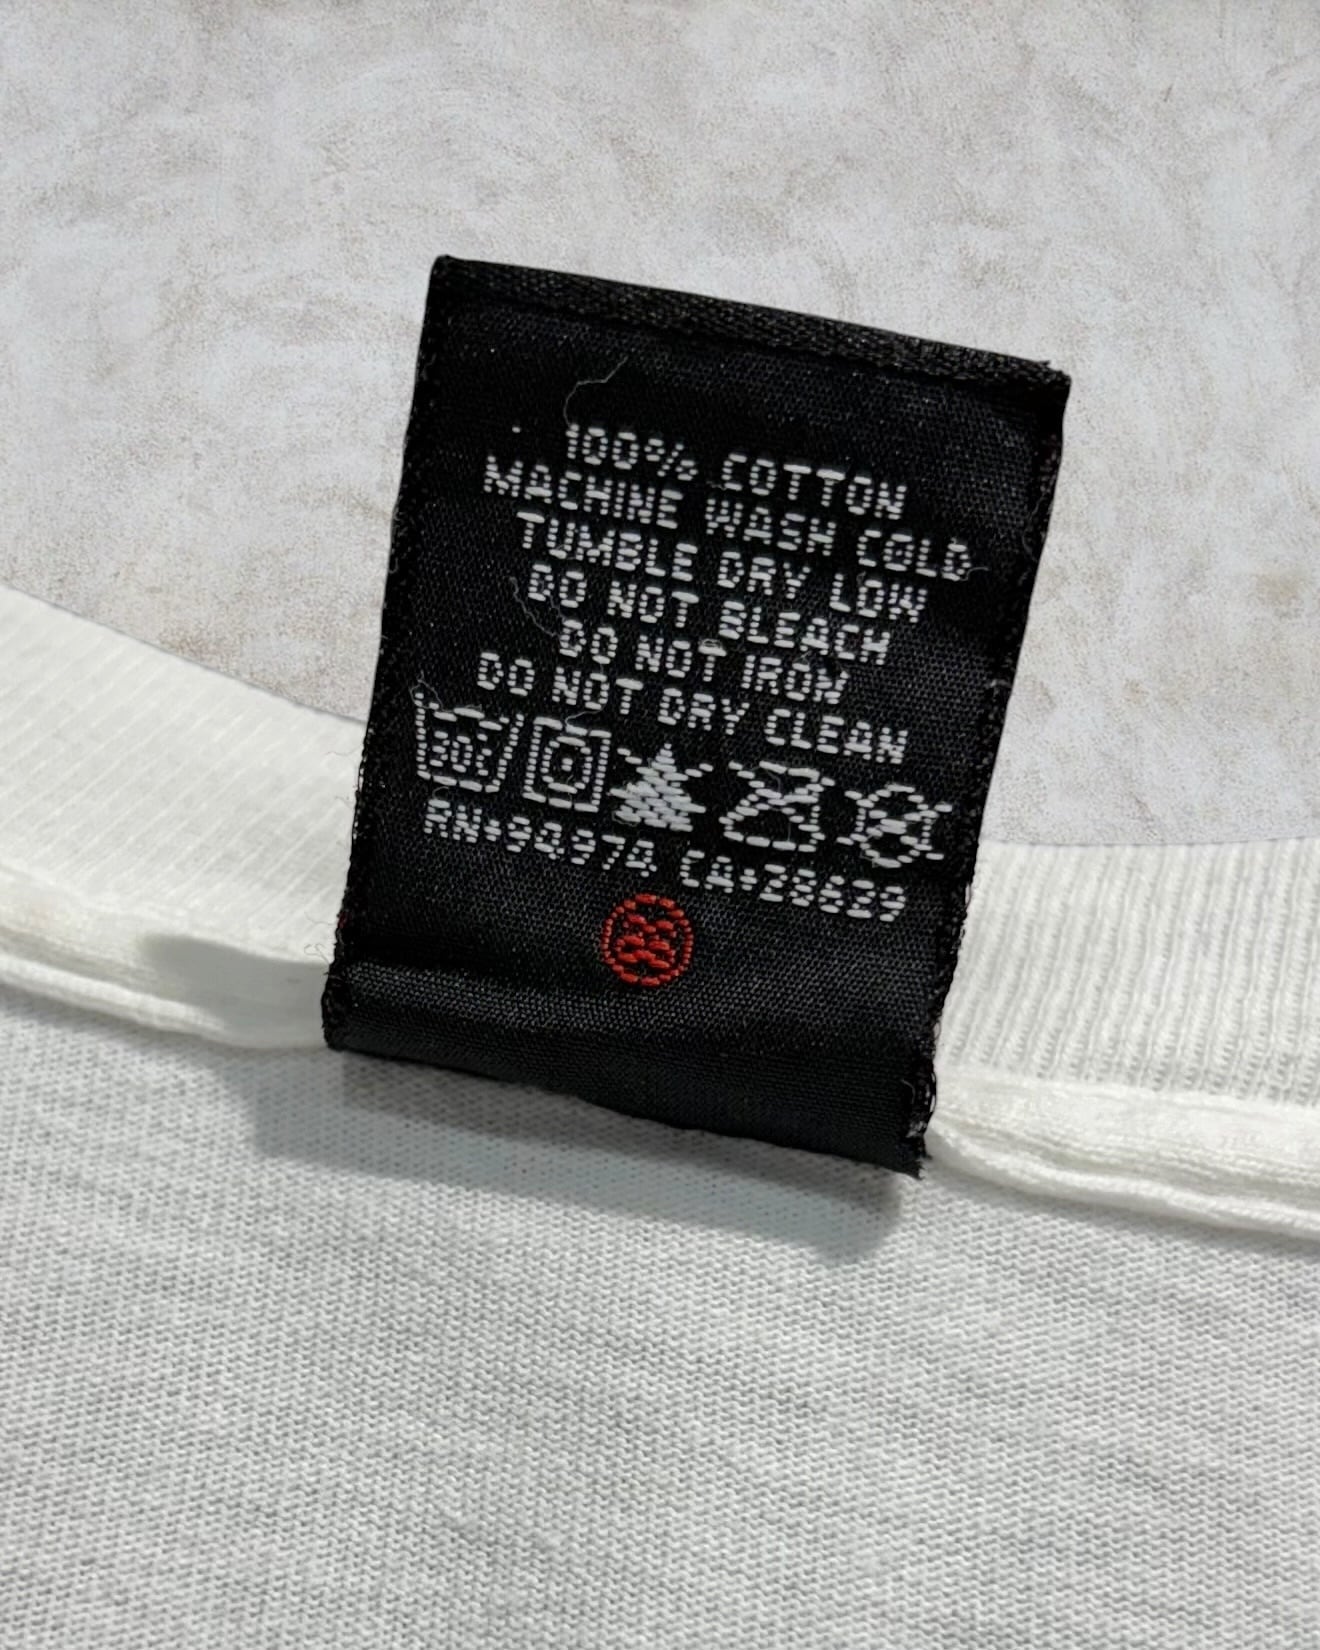 100% COTTON
MACHINE WASH COLD
TUMBLE DRY LOW
DO NOT BLEACH
DO NOT IRON
DO NOT DRY CLEAN
30C
RN#94974 CA#28629